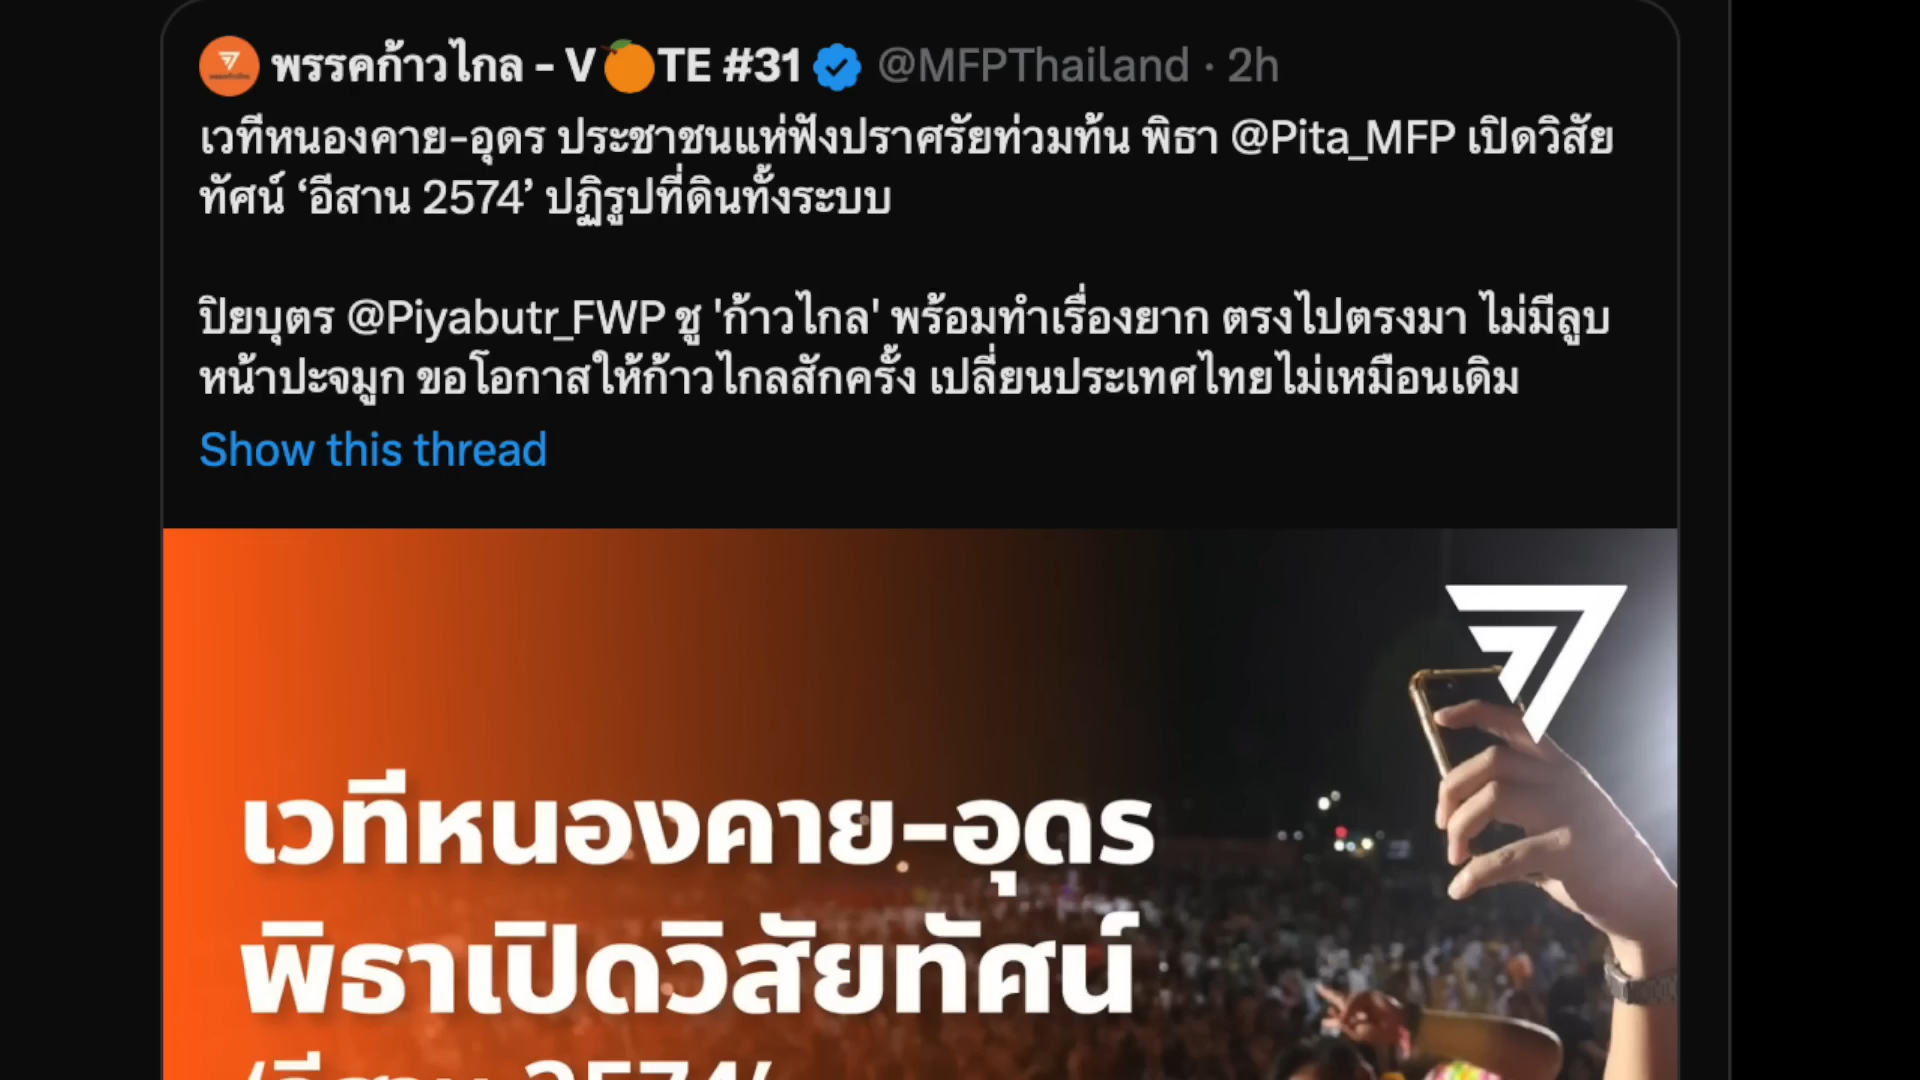 พรรคก้าวไกล - V🍊TE #31 @MFPThailand · 2h
เวทีหนองคาย-อุดร ประชาชนแห่ฟังปราศรัยท่วมท้น พิธา @Pita_MFP เปิดวิสัย
ทัศน์ ‘อีสาน 2574’ ปฏิรูปที่ดินทั้งระบบ
ปิยบุตร @Piyabutr_FWP ชู 'ก้าวไกล' พร้อมทำเรื่องยาก ตรงไปตรงมา ไม่มีลูบ
หน้าปะจมูก ขอโอกาสให้ก้าวไกลสักครั้ง เปลี่ยนประเทศไทยไม่เหมือนเดิม
Show this thread
เวทีหนองคาย-อุดร
พิธาเปิดวิสัยทัศน์
‘อีสาน 2574’